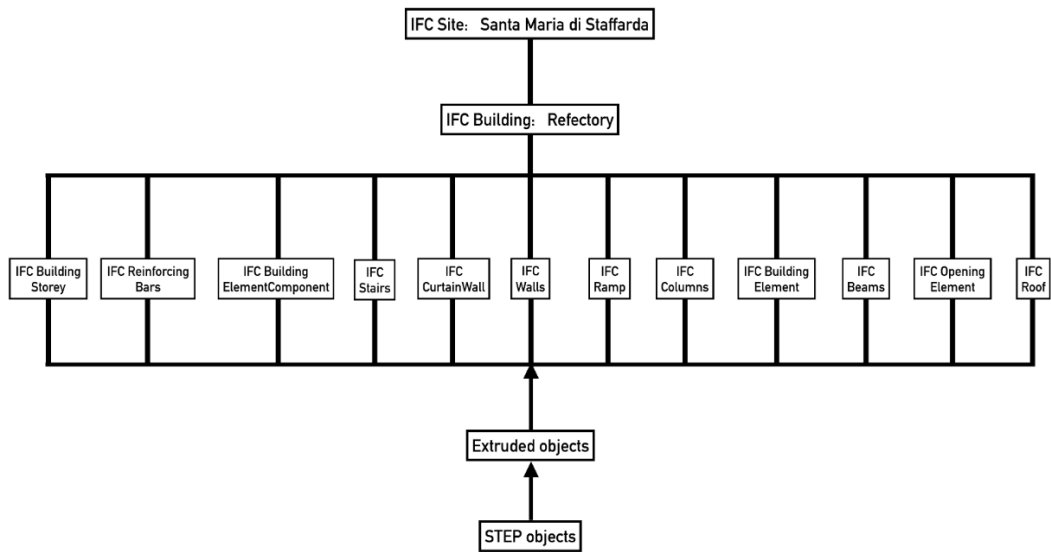 IFC Site: Santa Maria di Staffarda
IFC Building: Refectory
IFC Building
Storey
IFC Reinforcing
Bars
IFC Building
ElementComponent
IFC
Stairs
IFC
CurtainWall
IFC
Walls
IFC
Ramp
IFC
Columns
IFC Building
Element
IFC
Beams
IFC Opening
Element
IFC
Roof
Extruded objects
STEP objects